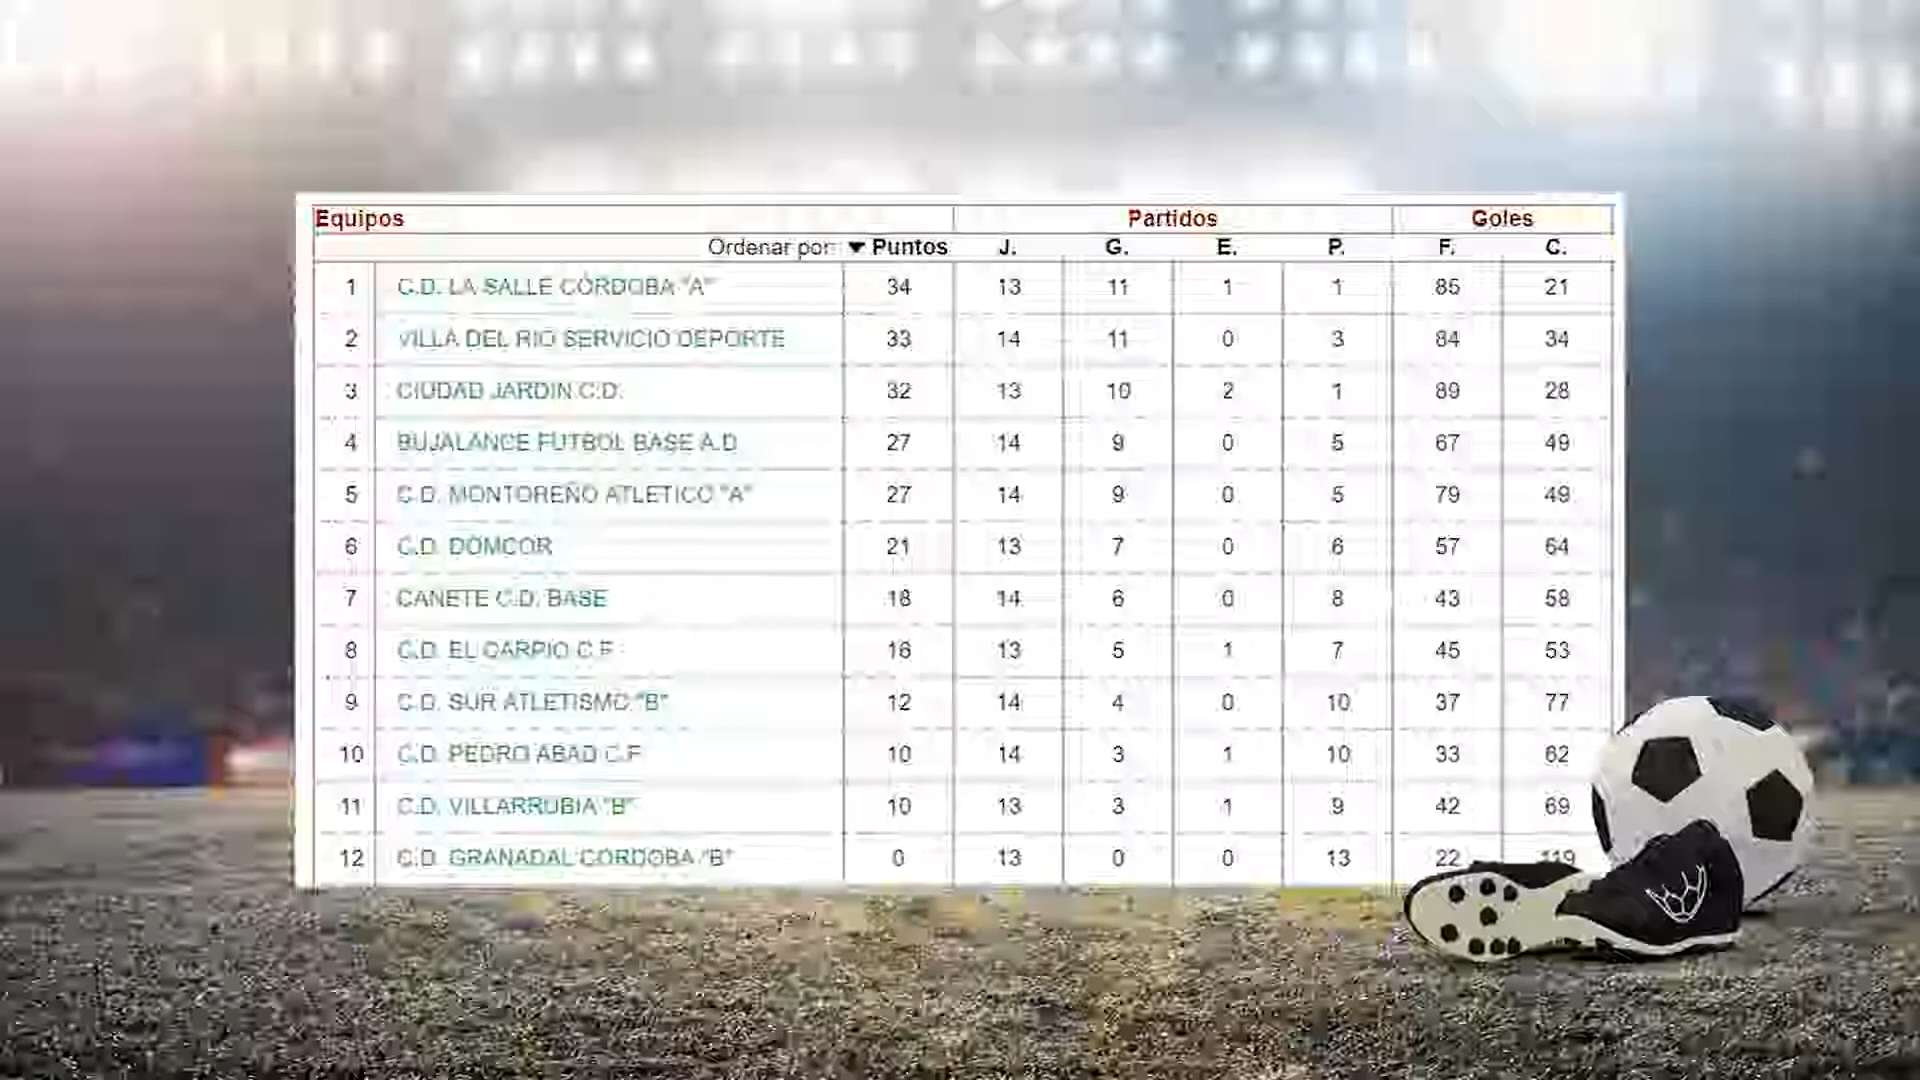 Equipos Partidos Goles
Ordenar por: ▼ Puntos J. G. E. P. F. C.
1 C.D. LA SALLE CÓRDOBA "A" 34 13 11 1 1 85 21
2 VILLA DEL RIO SERVICIO DEPORTE 33 14 11 0 3 84 34
3 CIUDAD JARDIN C.D. 32 13 10 2 1 89 28
4 BUJALANCE FUTBOL BASE A.D 27 14 9 0 5 67 49
5 C.D. MONTOREÑO ATLETICO "A" 27 14 9 0 5 79 49
6 C.D. DOMCOR 21 13 7 0 6 57 64
7 CAÑETE C.D. BASE 18 14 6 0 8 43 58
8 C.D. EL CARPIO C.F. 16 13 5 1 7 45 53
9 C.D. SUR ATLETISMO "B" 12 14 4 0 10 37 77
10 C.D. PEDRO ABAD C.F. 10 14 3 1 10 33 62
11 C.D. VILLARRUBIA "B" 10 13 3 1 9 42 69
12 C.D. GRANADAL CORDOBA "B" 0 13 0 0 13 22 119